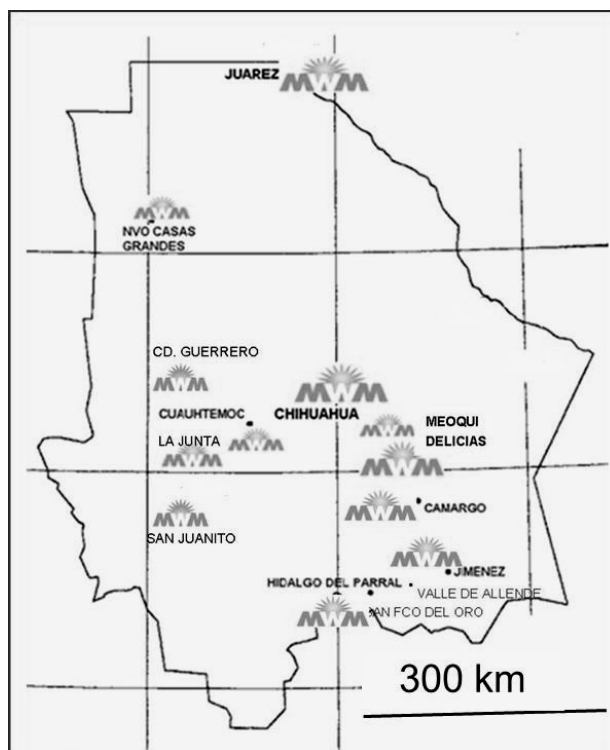 JUAREZ
MWM
MWM
NVO CASAS
GRANDES
CD. GUERRERO
MWM
MWM
CUAUHTEMOC
CHIHUAHUA
MWM
MEOQUI
DELICIAS
MWM
LA JUNTA
MWM
MWM
MWM
CAMARGO
MWM
SAN JUANITO
MWM
JIMENEZ
HIDALGO DEL PARRAL
VALLE DE ALLENDE
MWM
AN FCO DEL ORO
300 km